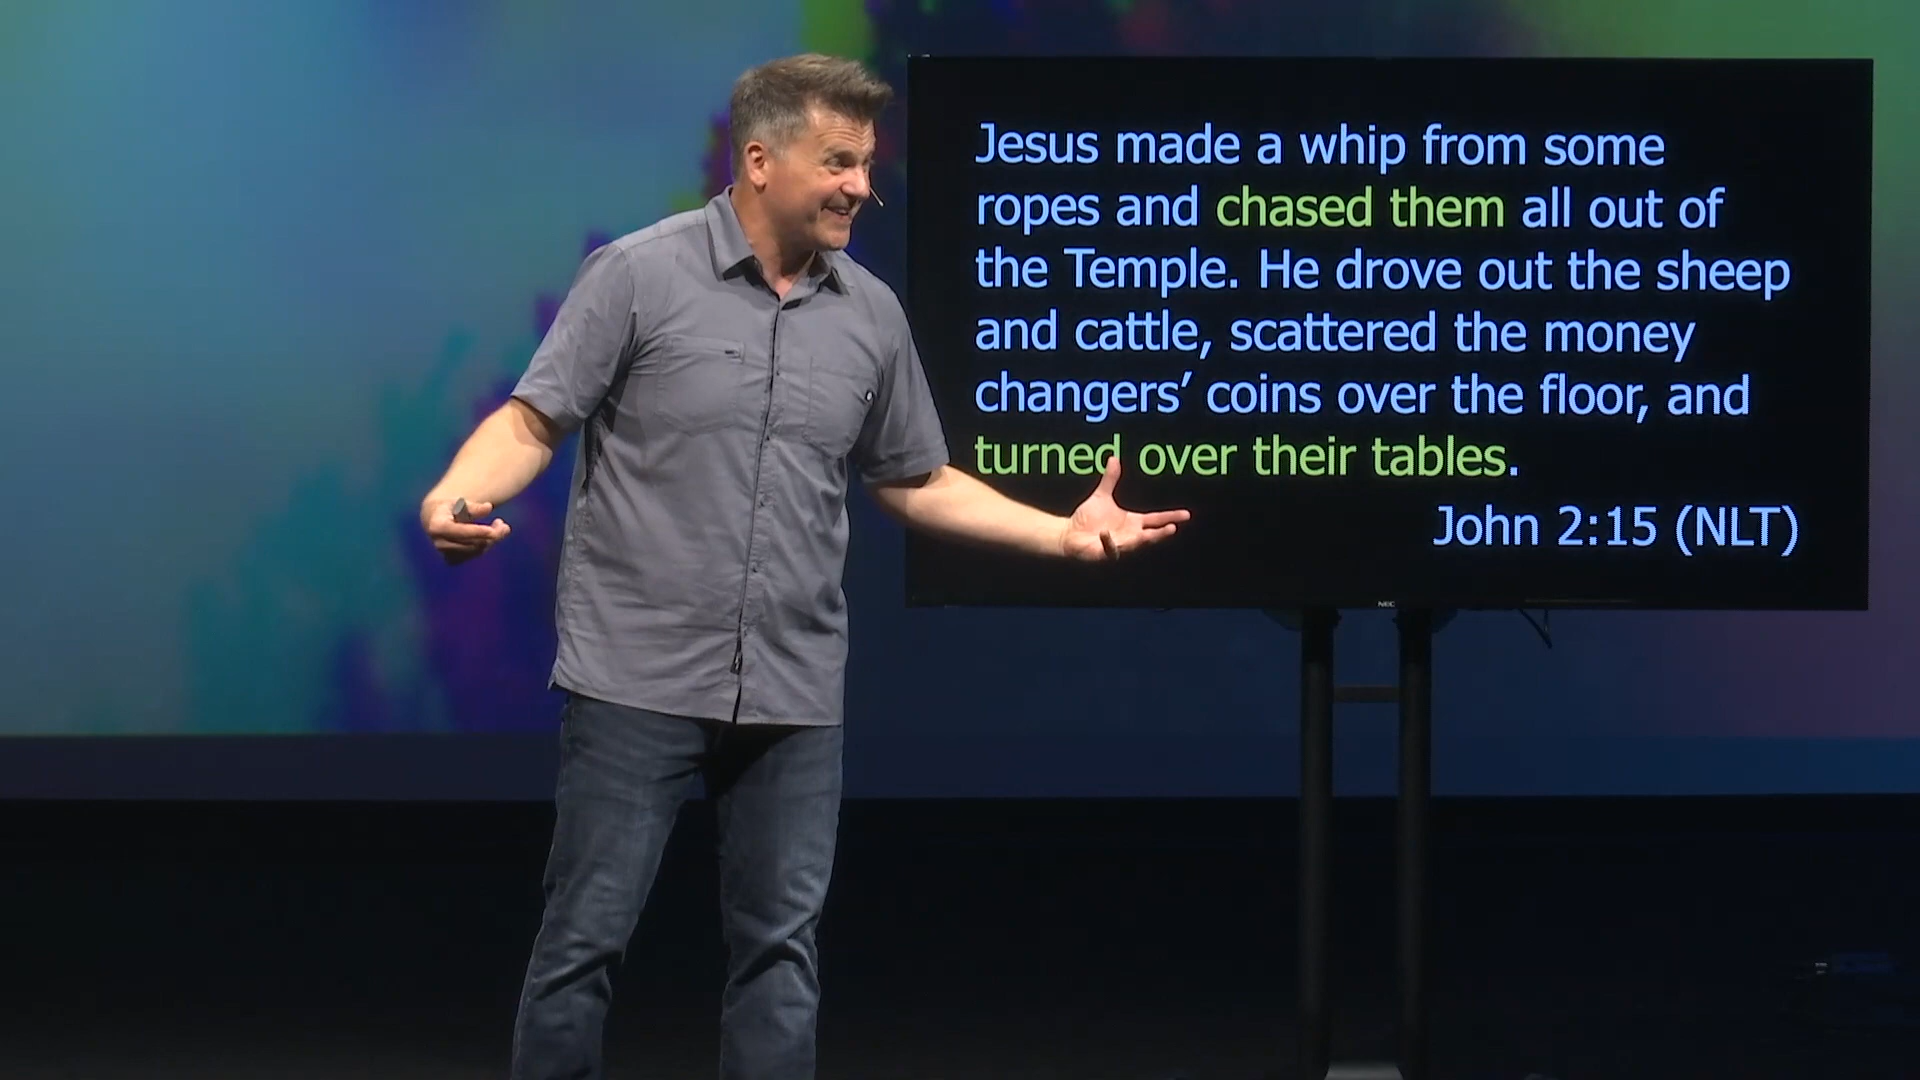 Jesus made a whip from some
ropes and chased them all out of
the Temple. He drove out the sheep
and cattle, scattered the money
changers’ coins over the floor, and
turned over their tables.
John 2:15 (NLT)
NEC